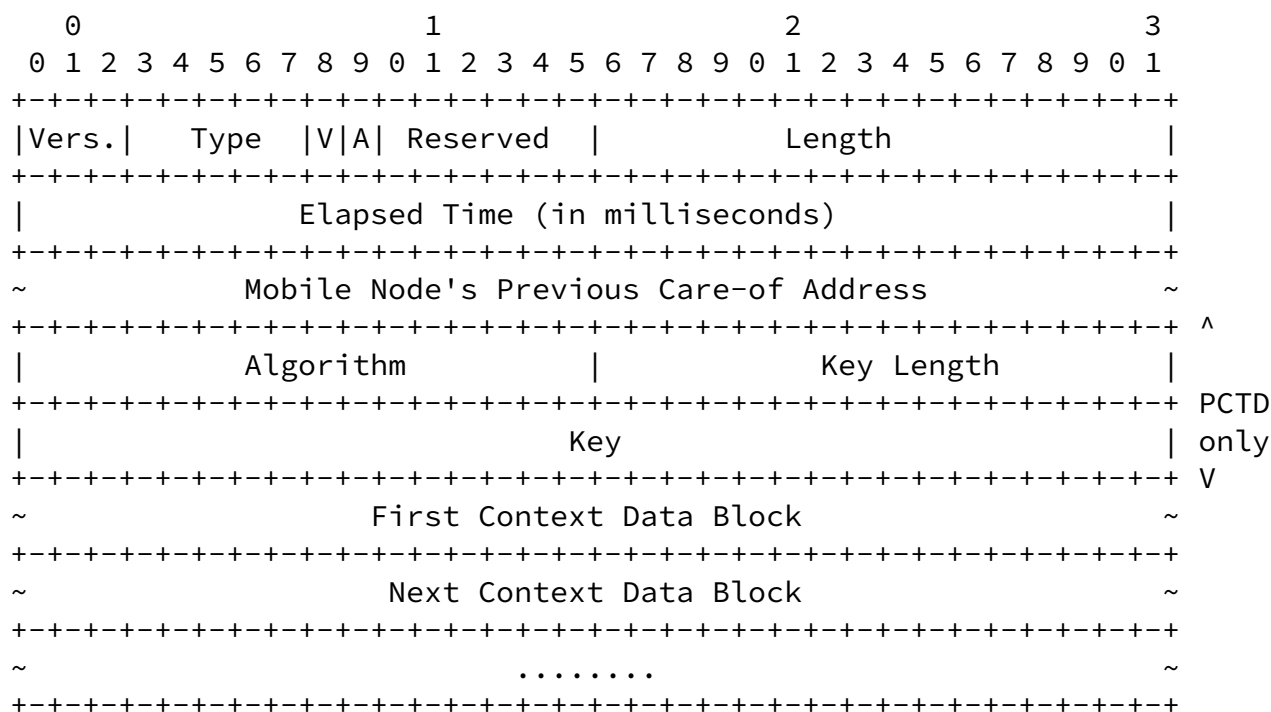 0                   1                   2                   3
  0 1 2 3 4 5 6 7 8 9 0 1 2 3 4 5 6 7 8 9 0 1 2 3 4 5 6 7 8 9 0 1
 +-+-+-+-+-+-+-+-+-+-+-+-+-+-+-+-+-+-+-+-+-+-+-+-+-+-+-+-+-+-+-+-+
 |Vers.|   Type  |V|A| Reserved  |          Length               |
 +-+-+-+-+-+-+-+-+-+-+-+-+-+-+-+-+-+-+-+-+-+-+-+-+-+-+-+-+-+-+-+-+
 |               Elapsed Time (in milliseconds)                  |
 +-+-+-+-+-+-+-+-+-+-+-+-+-+-+-+-+-+-+-+-+-+-+-+-+-+-+-+-+-+-+-+-+
 ~            Mobile Node's Previous Care-of Address             ~
 +-+-+-+-+-+-+-+-+-+-+-+-+-+-+-+-+-+-+-+-+-+-+-+-+-+-+-+-+-+-+-+-+ ^
 |            Algorithm          |            Key Length         |
 +-+-+-+-+-+-+-+-+-+-+-+-+-+-+-+-+-+-+-+-+-+-+-+-+-+-+-+-+-+-+-+-+ PCTD
 |                              Key                              | only
 +-+-+-+-+-+-+-+-+-+-+-+-+-+-+-+-+-+-+-+-+-+-+-+-+-+-+-+-+-+-+-+-+ V
 ~                   First Context Data Block                    ~
 +-+-+-+-+-+-+-+-+-+-+-+-+-+-+-+-+-+-+-+-+-+-+-+-+-+-+-+-+-+-+-+-+
 ~                    Next Context Data Block                    ~
 +-+-+-+-+-+-+-+-+-+-+-+-+-+-+-+-+-+-+-+-+-+-+-+-+-+-+-+-+-+-+-+-+
 ~                           ........                            ~
 +-+-+-+-+-+-+-+-+-+-+-+-+-+-+-+-+-+-+-+-+-+-+-+-+-+-+-+-+-+-+-+-+